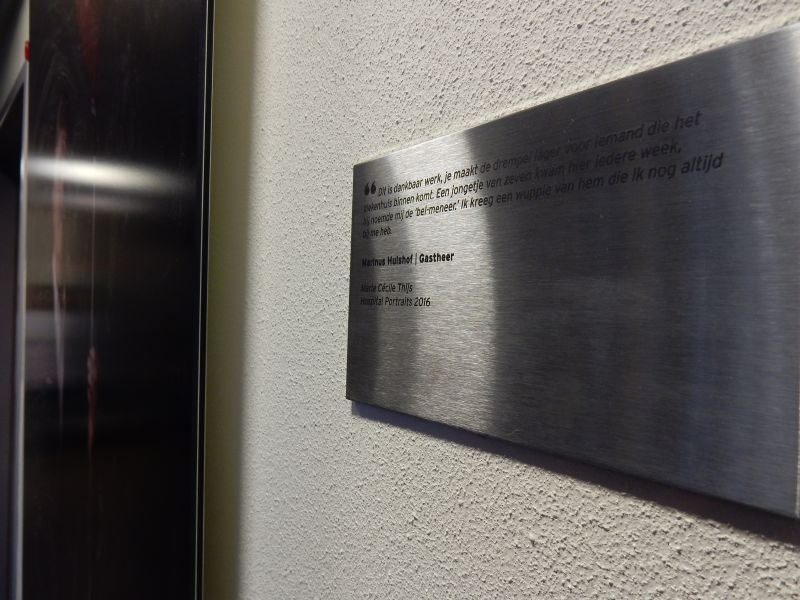 ❝ Dit is dankbaar werk, je maakt de drempel lager voor iemand die het
ziekenhuis binnen komt. Een jongetje van zeven kwam hier iedere week,
hij noemde mij de 'bel-meneer.' Ik kreeg een wuppie van hem die ik nog altijd
bij me heb.
Marinus Hulshof | Gastheer
Marie Cécile Thijs
Hospital Portraits 2016